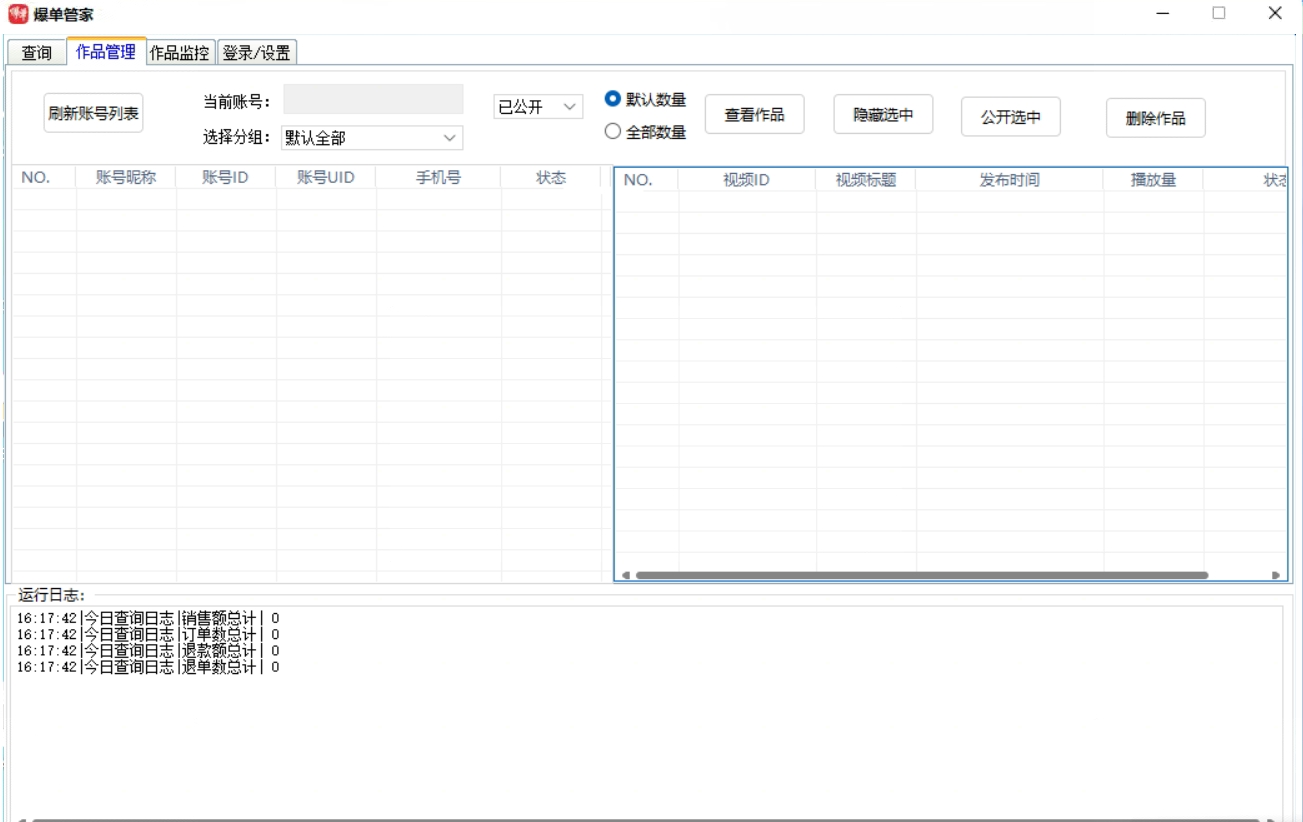 爆单管家
查询 作品管理 作品监控 登录/设置
刷新账号列表
当前账号：
选择分组： 默认全部
已公开
默认数量
全部数量
查看作品 隐藏选中 公开选中 删除作品
NO. 账号昵称 账号ID 账号UID 手机号 状态
NO. 视频ID 视频标题 发布时间 播放量 状态
运行日志：
16:17:42|今日查询日志|销售额总计| 0
16:17:42|今日查询日志|订单数总计| 0
16:17:42|今日查询日志|退款额总计| 0
16:17:42|今日查询日志|退单数总计| 0